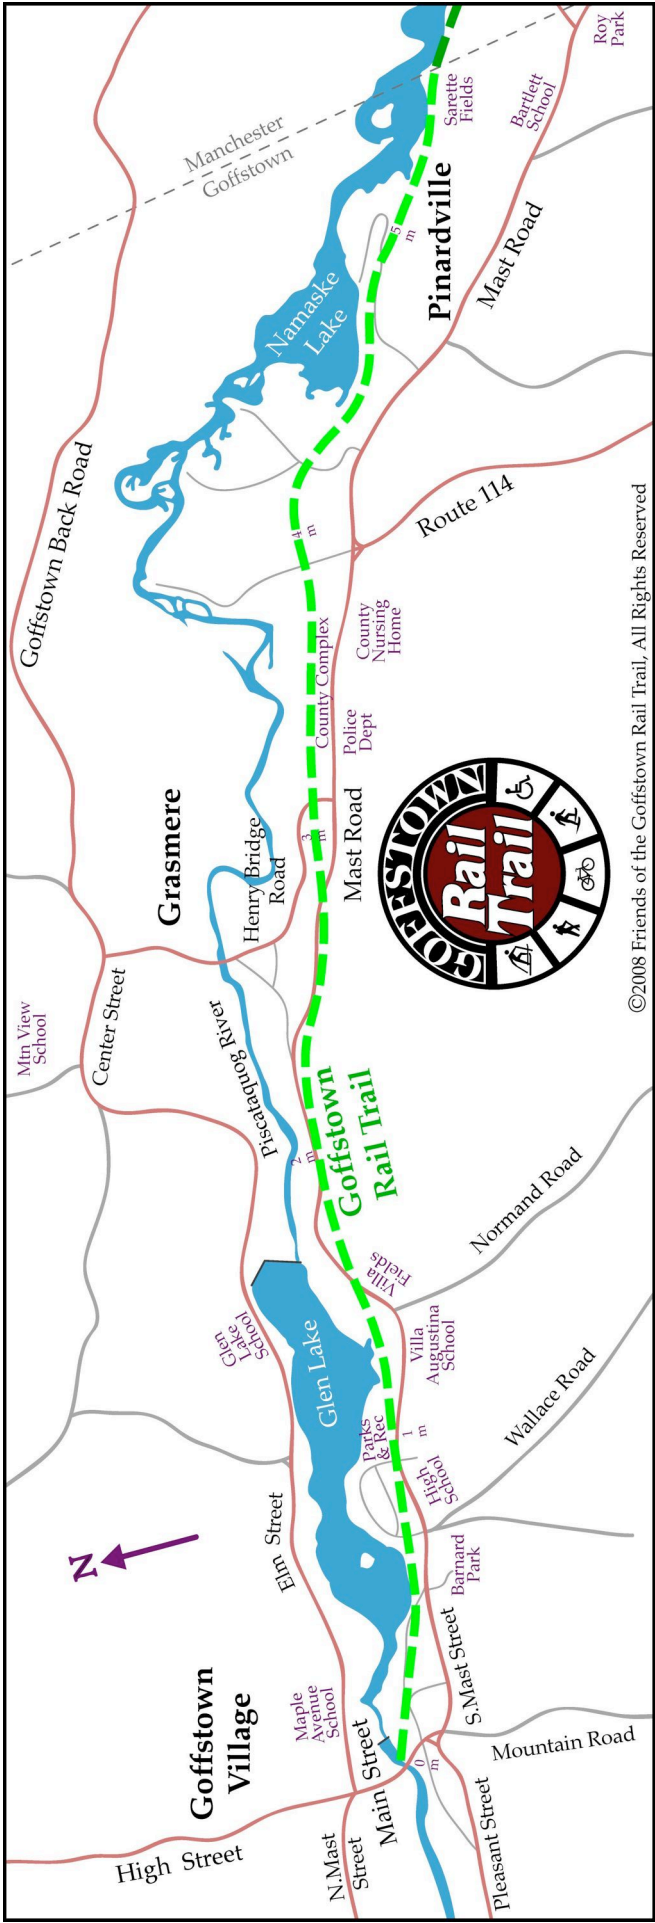 Goffstown
Village
High Street
N.Mast
Street
Main Street
Pleasant Street
Mountain Road
S.Mast Street
Maple
Avenue
School
0
m
N
Elm Street
Barnard
Park
High
School
Parks
& Rec
1
m
Wallace Road
Glen Lake
Glen
Lake
School
Villa
Augustina
School
Villa
Fields
Normand Road
Goffstown
Rail Trail
2
m
Piscataquog River
Center Street
Mtn View
School
Grasmere
Henry Bridge
Road
3
m
Mast Road
GOFFSTOWN
Rail
Trail
Police
Dept
County Complex
County
Nursing
Home
Goffstown Back Road
4
m
Route 114
Namaske
Lake
Pinardville
5
m
Mast Road
Manchester
Goffstown
Sarette
Fields
Bartlett
School
Roy
Park
©2008 Friends of the Goffstown Rail Trail, All Rights Reserved